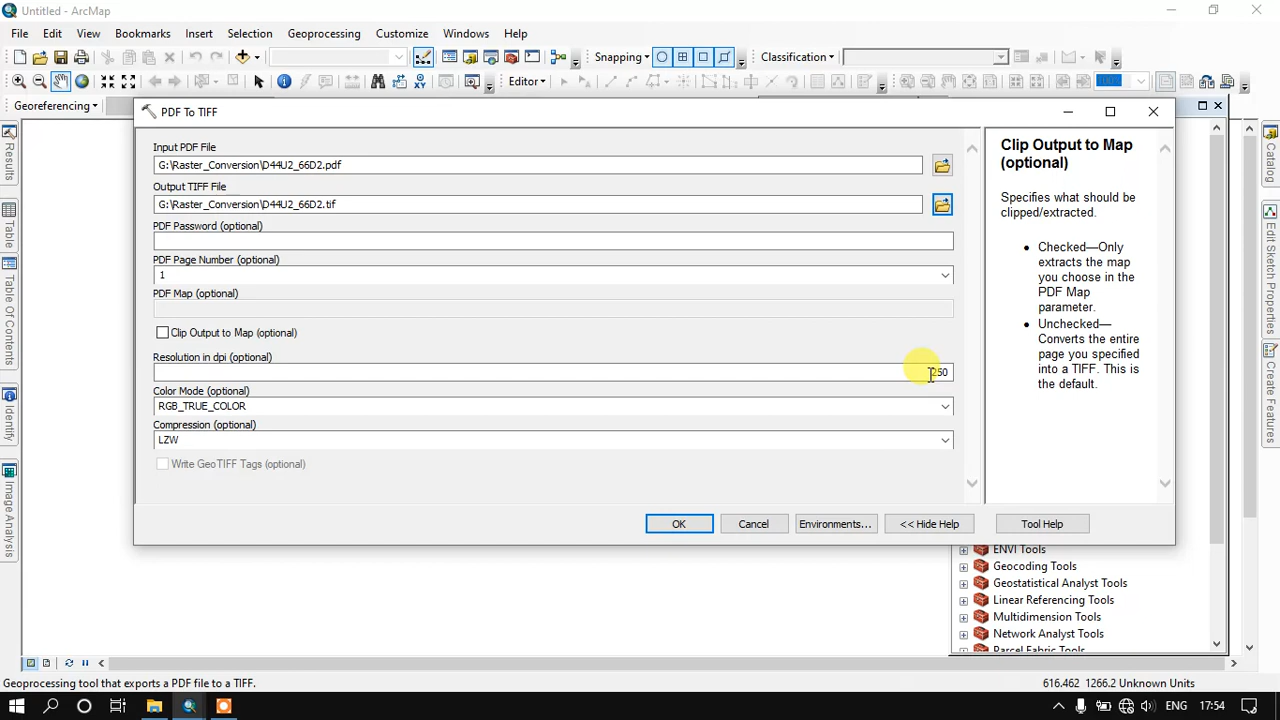 Untitled - ArcMap
File Edit View Bookmarks Insert Selection Geoprocessing Customize Windows Help
Snapping Classification
Editor
Georeferencing
PDF To TIFF
Input PDF File
G:\Raster_Conversion\D44U2_66D2.pdf
Output TIFF File
G:\Raster_Conversion\D44U2_66D2.tif
PDF Password (optional)
PDF Page Number (optional)
1
PDF Map (optional)
Clip Output to Map (optional)
Resolution in dpi (optional)
250
Color Mode (optional)
RGB_TRUE_COLOR
Compression (optional)
LZW
Write GeoTIFF Tags (optional)
OK Cancel Environments... << Hide Help Tool Help
Clip Output to Map
(optional)
Specifies what should be
clipped/extracted.
Checked—Only
extracts the map
you choose in the
PDF Map
parameter.
Unchecked—
Converts the entire
page you specified
into a TIFF. This is
the default.
Results
Table
Table Of Contents
Identify
Image Analysis
Catalog
Edit Sketch Properties
Create Features
ENVI Tools
Geocoding Tools
Geostatistical Analyst Tools
Linear Referencing Tools
Multidimension Tools
Network Analyst Tools
Parcel Fabric Tools
Geoprocessing tool that exports a PDF file to a TIFF.
616.462 1266.2 Unknown Units
ENG 17:54